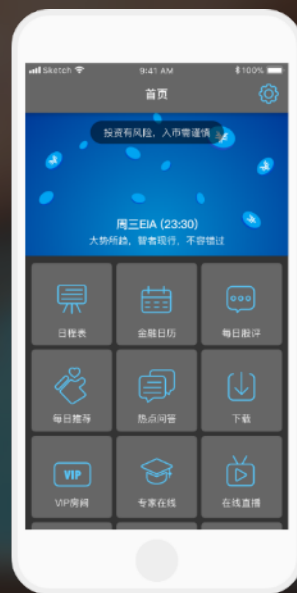 Sketch 9:41 AM 100%
首页
投资有风险，入市需谨慎
周三EIA (23:30)
大势所趋，智者现行，不容错过
日程表 金融日历 每日股评
每日推荐 热点问答 下载
VIP
VIP房间 专家在线 在线直播